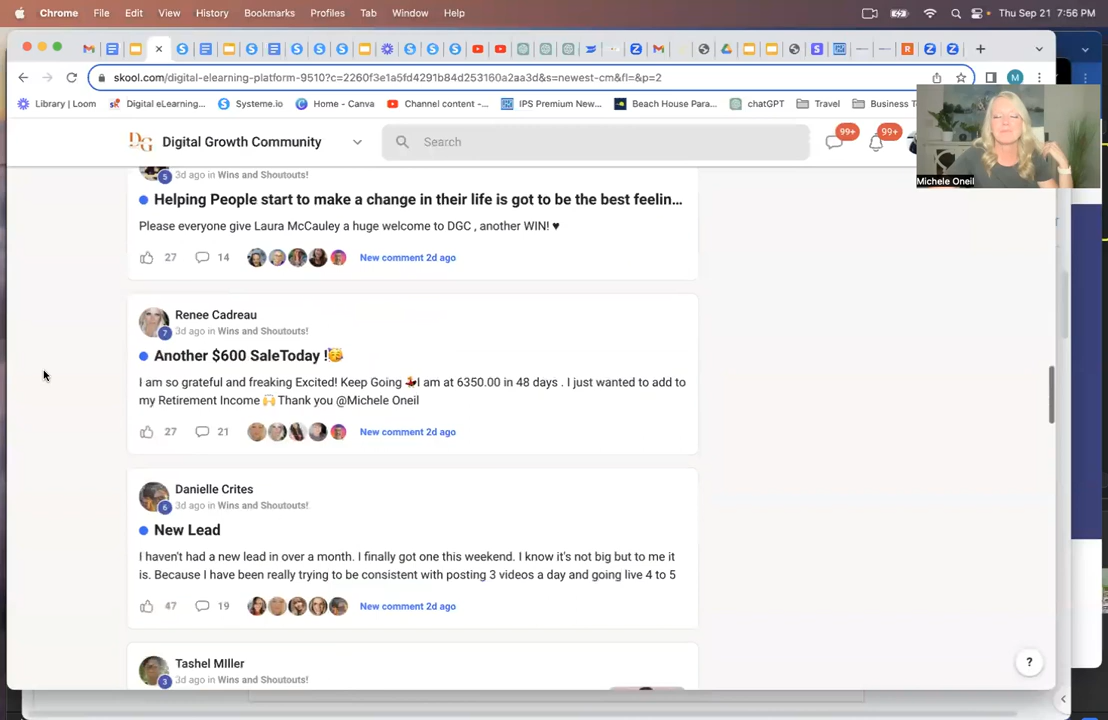 Chrome File Edit View History Bookmarks Profiles Tab Window Help Thu Sep 21 7:56 PM
skool.com/digital-elearning-platform-9510?c=2260f3e1a5fd4291b84d253160a2aa3d&s=newest-cm&fl=&p=2
M
Library | Loom Digital eLearning... Systeme.io Home - Canva Channel content -... IPS Premium New... Beach House Para... chatGPT Travel Business T
DG Digital Growth Community Search 99+ 99+
Michele Oneil
5 3d ago in Wins and Shoutouts!
Helping People start to make a change in their life is got to be the best feelin...
Please everyone give Laura McCauley a huge welcome to DGC , another WIN! ♥
27 14 New comment 2d ago
Renee Cadreau
7 3d ago in Wins and Shoutouts!
Another $600 SaleToday !🥳
I am so grateful and freaking Excited! Keep Going 💃I am at 6350.00 in 48 days . I just wanted to add to
my Retirement Income 🙌 Thank you @Michele Oneil
27 21 New comment 2d ago
Danielle Crites
6 3d ago in Wins and Shoutouts!
New Lead
I haven't had a new lead in over a month. I finally got one this weekend. I know it's not big but to me it
is. Because I have been really trying to be consistent with posting 3 videos a day and going live 4 to 5
47 19 New comment 2d ago
Tashel MIller
3 3d ago in Wins and Shoutouts!
?